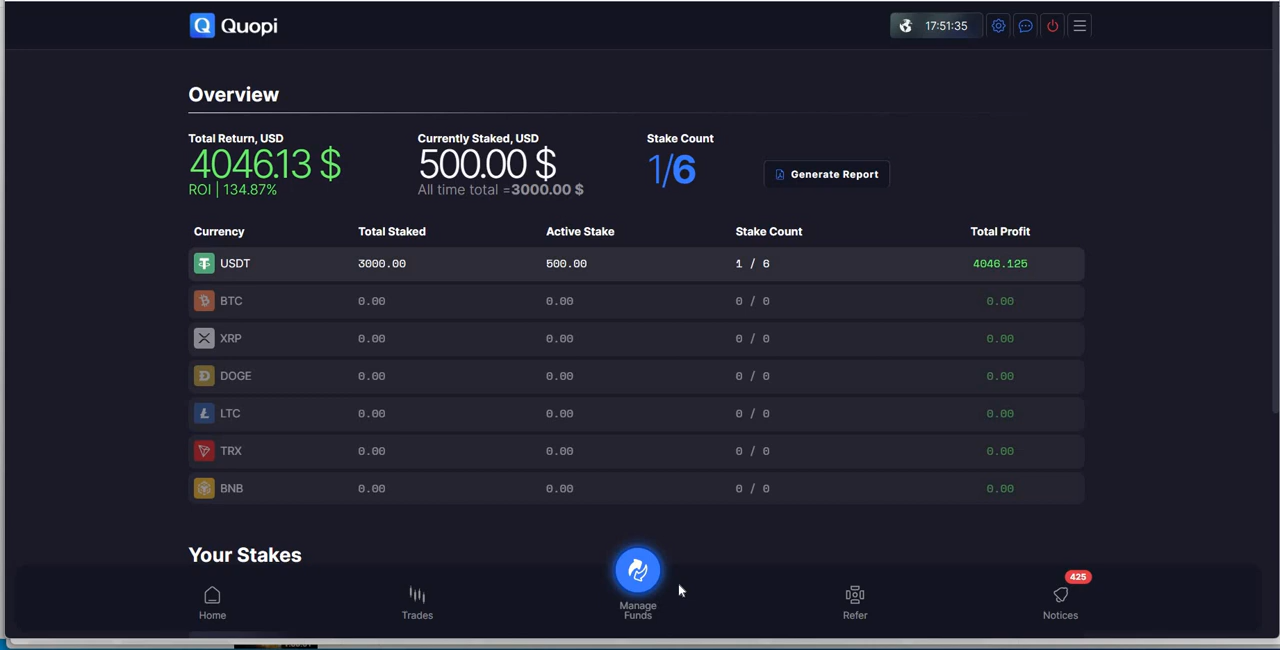 Quopi
17:51:35
Overview
Total Return, USD
4046.13 $
ROI | 134.87%
Currently Staked, USD
500.00 $
All time total =3000.00 $
Stake Count
1/6
Generate Report
Currency Total Staked Active Stake Stake Count Total Profit
USDT 3000.00 500.00 1 / 6 4046.125
BTC 0.00 0.00 0 / 0 0.00
XRP 0.00 0.00 0 / 0 0.00
DOGE 0.00 0.00 0 / 0 0.00
LTC 0.00 0.00 0 / 0 0.00
TRX 0.00 0.00 0 / 0 0.00
BNB 0.00 0.00 0 / 0 0.00
Your Stakes
Home
Trades
Manage
Funds
Refer
425
Notices